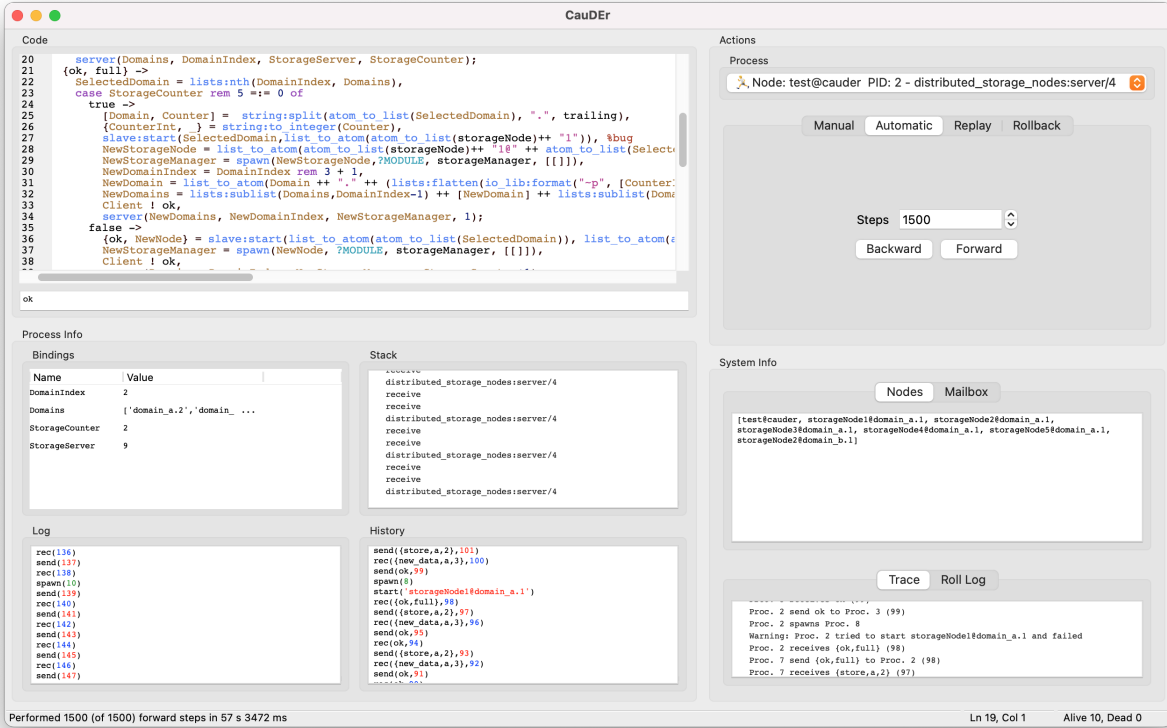 CauDEr
Code
20 server(Domains, DomainIndex, StorageServer, StorageCounter);
21 {ok, full} ->
22 SelectedDomain = lists:nth(DomainIndex, Domains),
23 case StorageCounter rem 5 =:= 0 of
24 true ->
25 [Domain, Counter] = string:split(atom_to_list(SelectedDomain), ".", trailing),
26 {CounterInt, _} = string:to_integer(Counter),
27 slave:start(SelectedDomain,list_to_atom(atom_to_list(storageNode)++ "1")), %bug
28 NewStorageNode = list_to_atom(atom_to_list(storageNode)++ "1@" ++ atom_to_list(Select
29 NewStorageManager = spawn(NewStorageNode,?MODULE, storageManager, [[]]),
30 NewDomainIndex = DomainIndex rem 3 + 1,
31 NewDomain = list_to_atom(Domain ++ "." ++ (lists:flatten(io_lib:format("~p", [Counter
32 NewDomains = lists:sublist(Domains,DomainIndex-1) ++ [NewDomain] ++ lists:sublist(Doma
33 Client ! ok,
34 server(NewDomains, NewDomainIndex, NewStorageManager, 1);
35 false ->
36 {ok, NewNode} = slave:start(list_to_atom(atom_to_list(SelectedDomain)), list_to_atom(a
37 NewStorageManager = spawn(NewNode, ?MODULE, storageManager, [[]]),
38 Client ! ok,
ok
Process Info
Bindings
Name Value
DomainIndex 2
Domains ['domain_a.2','domain_ ...
StorageCounter 2
StorageServer 9
Stack
receive
distributed_storage_nodes:server/4
receive
receive
distributed_storage_nodes:server/4
receive
receive
distributed_storage_nodes:server/4
receive
receive
distributed_storage_nodes:server/4
Log
rec(136)
send(137)
rec(138)
spawn(10)
send(139)
rec(140)
send(141)
rec(142)
send(143)
rec(144)
send(145)
rec(146)
send(147)
History
send({store,a,2},101)
rec({new_data,a,3},100)
send(ok,99)
spawn(8)
start('storageNode1@domain_a.1')
rec({ok,full},98)
send({store,a,2},97)
rec({new_data,a,3},96)
send(ok,95)
rec(ok,94)
send({store,a,2},93)
rec({new_data,a,3},92)
send(ok,91)
Actions
Process
Node: test@cauder PID: 2 - distributed_storage_nodes:server/4
Manual Automatic Replay Rollback
Steps 1500
Backward Forward
System Info
Nodes Mailbox
[test@cauder, storageNode1@domain_a.1, storageNode2@domain_a.1,
storageNode3@domain_a.1, storageNode4@domain_a.1, storageNode5@domain_a.1,
storageNode2@domain_b.1]
Trace Roll Log
Proc. 2 send ok to Proc. 3 (99)
Proc. 2 spawns Proc. 8
Warning: Proc. 2 tried to start storageNode1@domain_a.1 and failed
Proc. 2 receives {ok,full} (98)
Proc. 7 send {ok,full} to Proc. 2 (98)
Proc. 7 receives {store,a,2} (97)
Performed 1500 (of 1500) forward steps in 57 s 3472 ms
Ln 19, Col 1 Alive 10, Dead 0